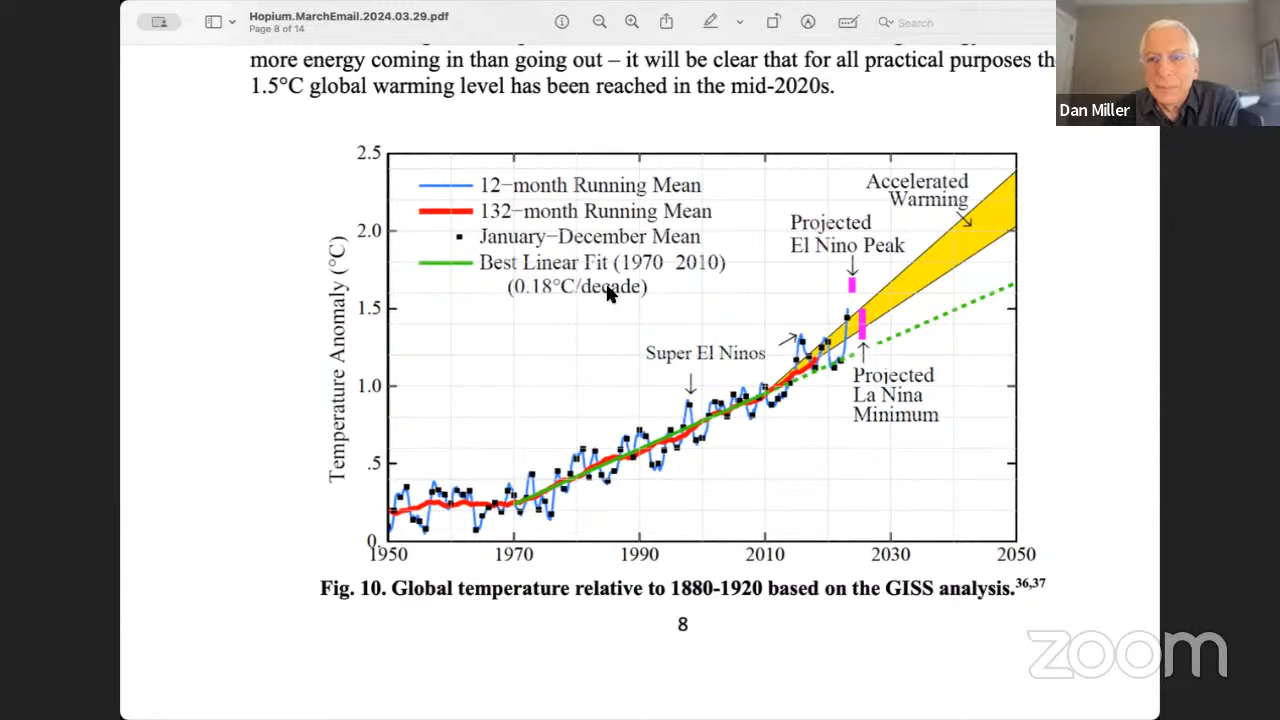 Hopium.MarchEmail.2024.03.29.pdf
Page 8 of 14
Search
more energy coming in than going out – it will be clear that for all practical purposes th
1.5°C global warming level has been reached in the mid-2020s.
Dan Miller
2.5
2.0
1.5
1.0
.5
0.
Temperature Anomaly (°C)
12−month Running Mean
132−month Running Mean
January−December Mean
Best Linear Fit (1970 2010)
(0.18°C/decade)
Accelerated
Warming
Projected
El Nino Peak
Super El Ninos
Projected
La Nina
Minimum
1950 1970 1990 2010 2030 2050
Fig. 10. Global temperature relative to 1880-1920 based on the GISS analysis.36,37
8
zoom